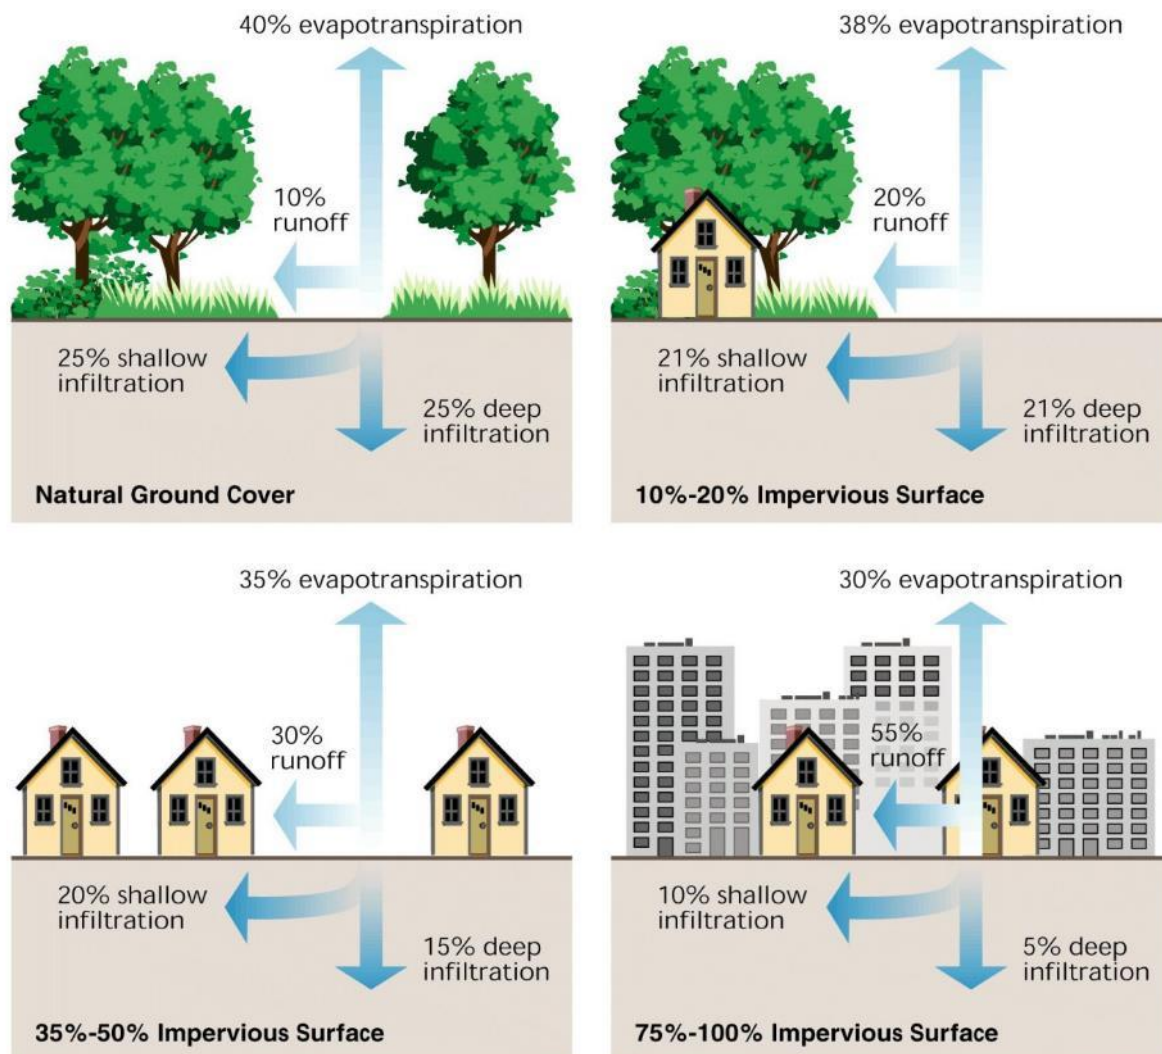 40% evapotranspiration
10%
runoff
25% shallow
infiltration
25% deep
infiltration
Natural Ground Cover
38% evapotranspiration
20%
runoff
21% shallow
infiltration
21% deep
infiltration
10%-20% Impervious Surface
35% evapotranspiration
30%
runoff
20% shallow
infiltration
15% deep
infiltration
35%-50% Impervious Surface
30% evapotranspiration
55%
runoff
10% shallow
infiltration
5% deep
infiltration
75%-100% Impervious Surface